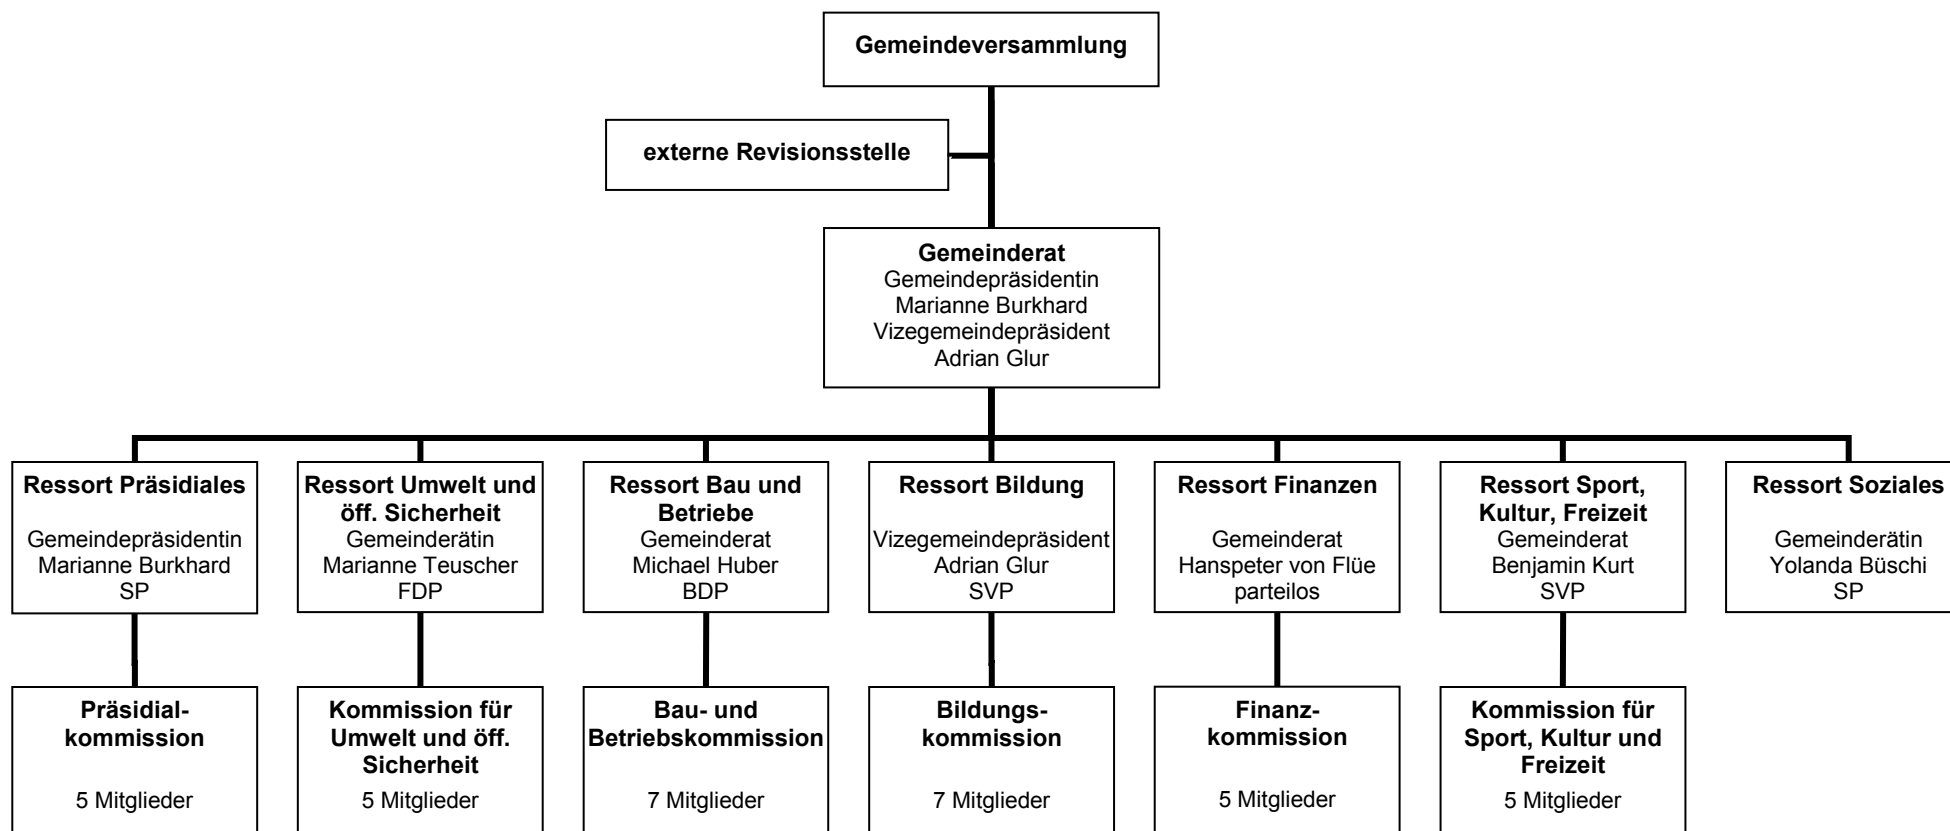 Gemeindeversammlung
externe Revisionsstelle
Gemeinderat
Gemeindepräsidentin
Marianne Burkhard
Vizegemeindepräsident
Adrian Glur
Ressort Präsidiales
Gemeindepräsidentin
Marianne Burkhard
SP
Ressort Umwelt und
öff. Sicherheit
Gemeinderätin
Marianne Teuscher
FDP
Ressort Bau und
Betriebe
Gemeinderat
Michael Huber
BDP
Ressort Bildung
Vizegemeindepräsident
Adrian Glur
SVP
Ressort Finanzen
Gemeinderat
Hanspeter von Flüe
parteilos
Ressort Sport,
Kultur, Freizeit
Gemeinderat
Benjamin Kurt
SVP
Ressort Soziales
Gemeinderätin
Yolanda Büschi
SP
Präsidial-
kommission
5 Mitglieder
Kommission für
Umwelt und öff.
Sicherheit
5 Mitglieder
Bau- und
Betriebskommission
7 Mitglieder
Bildungs-
kommission
7 Mitglieder
Finanz-
kommission
5 Mitglieder
Kommission für
Sport, Kultur und
Freizeit
5 Mitglieder